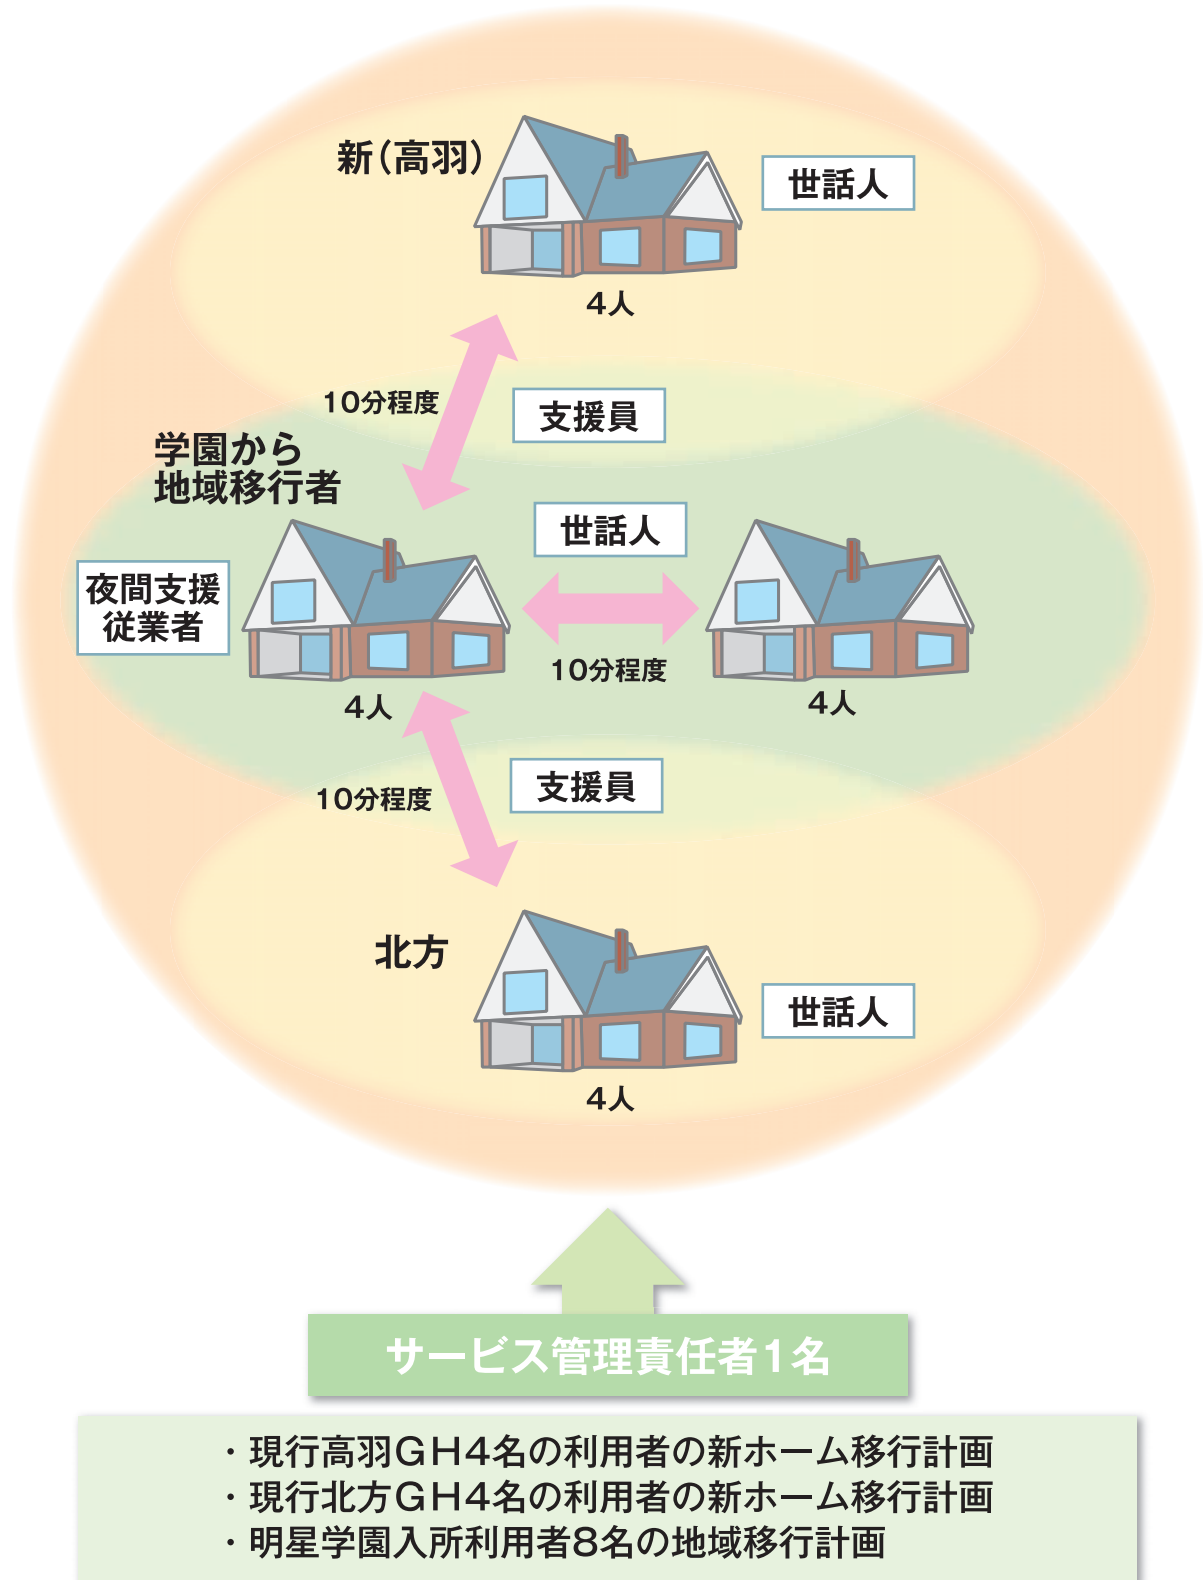 新（高羽）
世話人
4人
10分程度
支援員
学園から
地域移行者
世話人
夜間支援
従業者
10分程度
4人
4人
支援員
10分程度
北方
世話人
4人
サービス管理責任者1名
・現行高羽GH4名の利用者の新ホーム移行計画
・現行北方GH4名の利用者の新ホーム移行計画
・明星学園入所利用者8名の地域移行計画